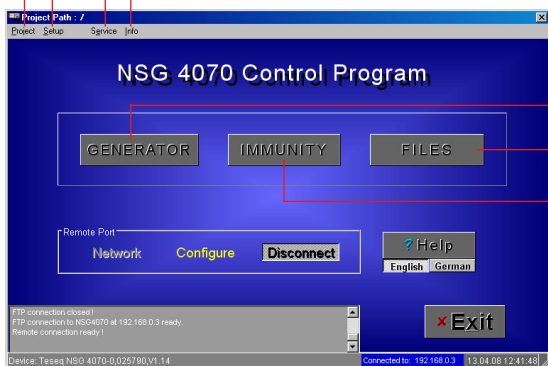 Project Path : /
Project Setup Service Info
NSG 4070 Control Program
GENERATOR IMMUNITY FILES
Remote Port
Network Configure Disconnect
? Help
English German
FTP connection closed !
FTP connection to NSG4070 at 192.168.0.3 ready.
Remote connection ready !
Exit
Device: Teseq NSG 4070-0,025790,V1.14 Connected to: 192.168.0.3 13.04.08 12:41:48